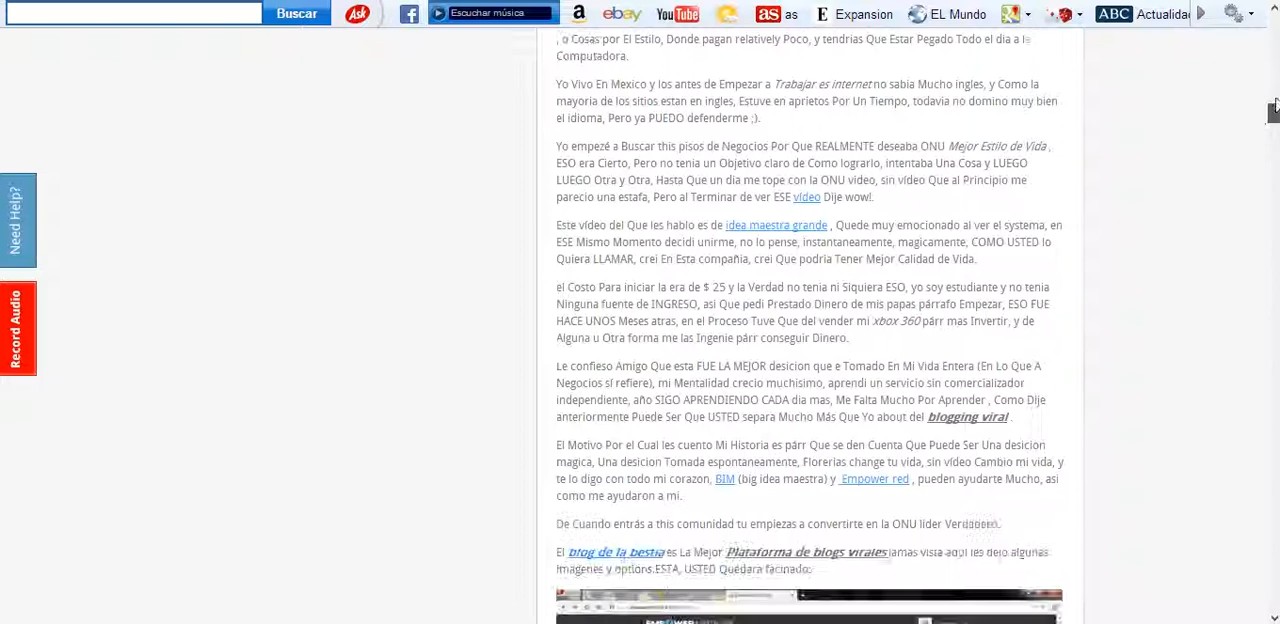 Buscar Ask Escuchar música a ebay YouTube as as E Expansion EL Mundo ABC Actualidad
, o Cosas por El Estilo, Donde pagan relatively Poco, y tendrias Que Estar Pegado Todo el dia a le
Computadora.
Yo Vivo En Mexico y los antes de Empezar a Trabajar es internet no sabia Mucho ingles, y Como la
mayoria de los sitios estan en ingles, Estuve en aprietos Por Un Tiempo, todavia no domino muy bien
el idioma, Pero ya PUEDO defenderme ;).
Yo empezé a Buscar this pisos de Negocios Por Que REALMENTE deseaba ONU Mejor Estilo de Vida ,
ESO era Cierto, Pero no tenia un Objetivo claro de Como lograrlo, intentaba Una Cosa y LUEGO
LUEGO Otra y Otra, Hasta Que un dia me tope con la ONU video, sin vídeo Que al Principio me
parecio una estafa, Pero al Terminar de ver ESE vídeo Dije wow!.
Este vídeo del Que les hablo es de idea maestra grande , Quede muy emocionado al ver el systema, en
ESE Mismo Momento decidi unirme, no lo pense, instantaneamente, magicamente, COMO USTED lo
Quiera LLAMAR, crei En Esta compañia, crei Que podria Tener Mejor Calidad de Vida.
el Costo Para iniciar la era de $ 25 y la Verdad no tenia ni Siquiera ESO, yo soy estudiante y no tenia
Ninguna fuente de INGRESO, asi Que pedi Prestado Dinero de mis papas párrafo Empezar, ESO FUE
HACE UNOS Meses atras, en el Proceso Tuve Que del vender mi xbox 360 párr mas Invertir, y de
Alguna u Otra forma me las Ingenie párr conseguir Dinero.
Le confieso Amigo Que esta FUE LA MEJOR desicion que e Tomado En Mi Vida Entera (En Lo Que A
Negocios sí refiere), mi Mentalidad crecio muchisimo, aprendi un servicio sin comercializador
independiente, año SIGO APRENDIENDO CADA dia mas, Me Falta Mucho Por Aprender , Como Dije
anteriormente Puede Ser Que USTED separa Mucho Más Que Yo about del blogging viral .
El Motivo Por el Cual les cuento Mi Historia es párr Que se den Cuenta Que Puede Ser Una desicion
magica, Una desicion Tomada espontaneamente, Florerias change tu vida, sin vídeo Cambio mi vida, y
te lo digo con todo mi corazon, BIM (big idea maestra) y Empower red , pueden ayudarte Mucho, asi
como me ayudaron a mi.
De Cuando entrás a this comunidad tu empiezas a convertirte en la ONU líder
El blog de la bestia es La Mejor Plataforma de blogs virales jamas vista aqui les dejo algunas
Imagenes y options ESTA, USTED Quedara
Need Help?
Record Audio